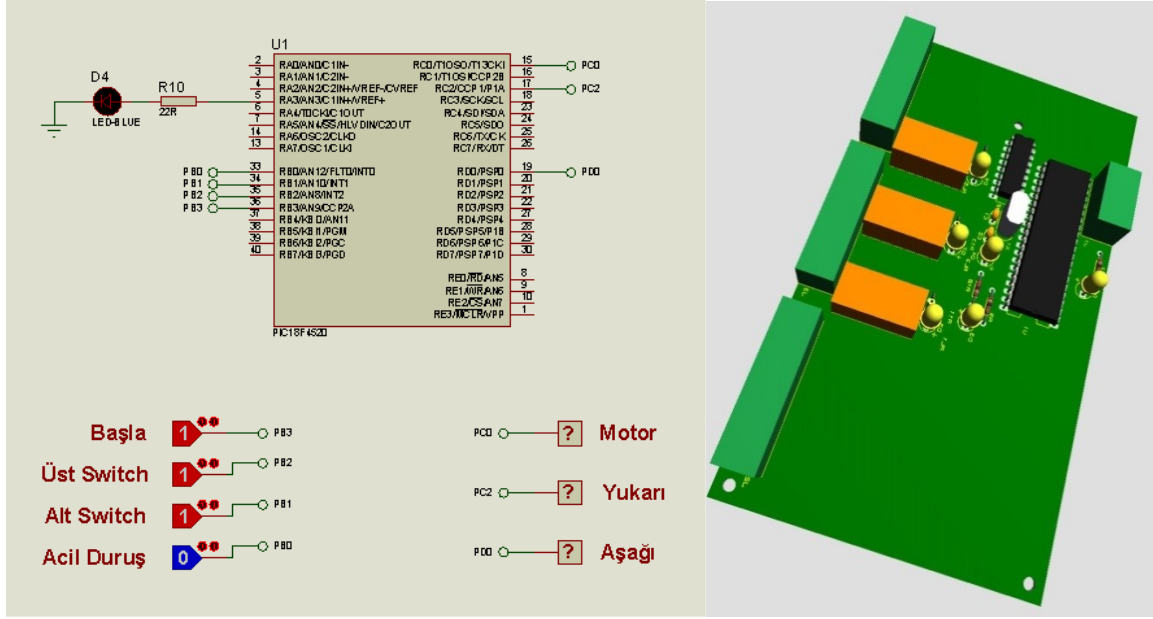 U1
2 RA0/AN0/C1IN-
3 RA1/AN1/C2IN-
4 RA2/AN2/C2IN+/VREF-/CVREF
5 RA3/AN3/C1IN+/VREF+
6 RA4/T0CKI/C1OUT
7 RA5/AN4/SS/HLVDIN/C2OUT
14 RA6/OSC2/CLKO
13 RA7/OSC1/CLKI
D4
LED-BLUE
R10
22R
PB0 33 RB0/AN12/FLT0/INT0
PB1 34 RB1/AN10/INT1
PB2 35 RB2/AN8/INT2
PB3 36 RB3/AN9/CCP2A
37 RB4/KBI0/AN11
38 RB5/KBI1/PGM
39 RB6/KBI2/PGC
40 RB7/KBI3/PGD
RC0/T1OSO/T13CKI 15 PC0
RC1/T1OSI/CCP2B 16
RC2/CCP1/P1A 17 PC2
RC3/SCK/SCL 18
RC4/SDI/SDA 23
RC5/SDO 24
RC6/TX/CK 25
RC7/RX/DT 26
RD0/PSP0 19 PD0
RD1/PSP1 20
RD2/PSP2 21
RD3/PSP3 22
RD4/PSP4 27
RD5/PSP5/P1B 28
RD6/PSP6/P1C 29
RD7/PSP7/P1D 30
RE0/RD/AN5 8
RE1/WR/AN6 9
RE2/CS/AN7 10
RE3/MCLR/VPP 1
PIC18F4520
Başla 1 PB3
Üst Switch 1 PB2
Alt Switch 1 PB1
Acil Duruş 0 PB0
PC0 ? Motor
PC2 ? Yukarı
PD0 ? Aşağı